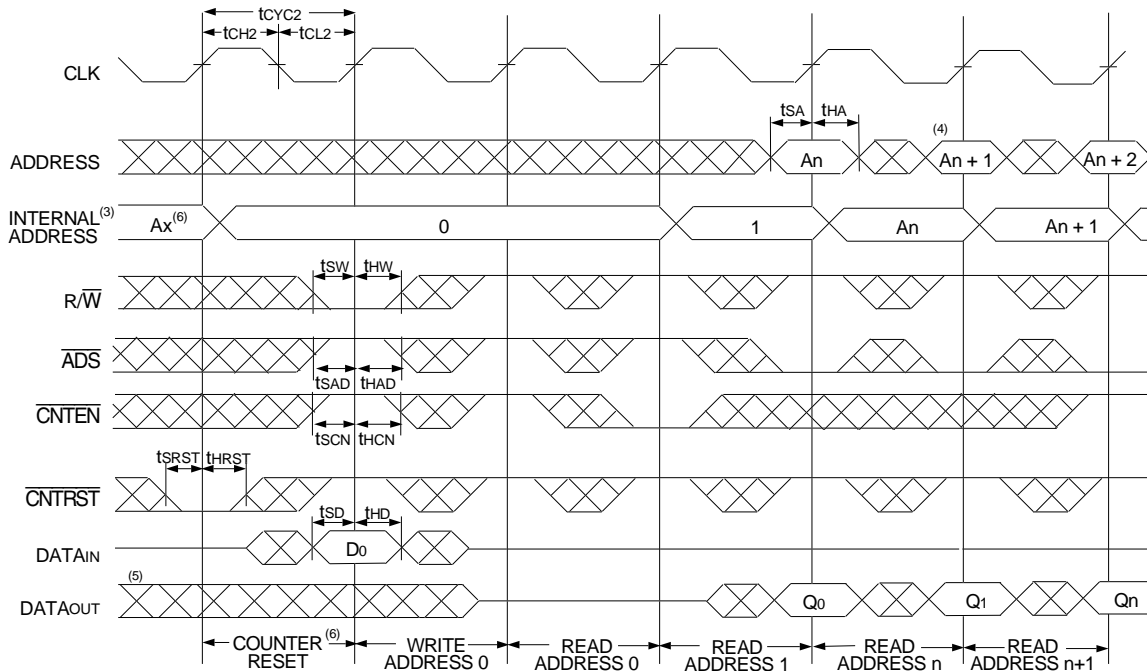 tCYC2
tCH2 tCL2
CLK
tSA tHA
ADDRESS An (4) An + 1 An + 2
INTERNAL (3) ADDRESS Ax(6) 0 1 An An + 1
tSW tHW
R/W
ADS
tSAD tHAD
CNTEN
tSCN tHCN
tSRST tHRST
CNTRST
tSD tHD
DATAIN D0
(5)
DATAOUT Q0 Q1 Qn
COUNTER (6) RESET
WRITE ADDRESS 0
READ ADDRESS 0
READ ADDRESS 1
READ ADDRESS n
READ ADDRESS n+1